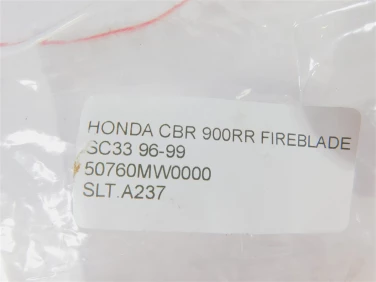 HONDA CBR 900RR FIREBLADE
SC33 96-99
50760MW0000
SLT.A237